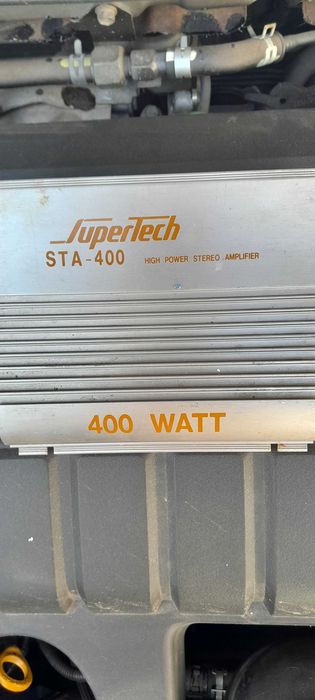 SuperTech
STA-400 HIGH POWER STEREO AMPLIFIER
400 WATT